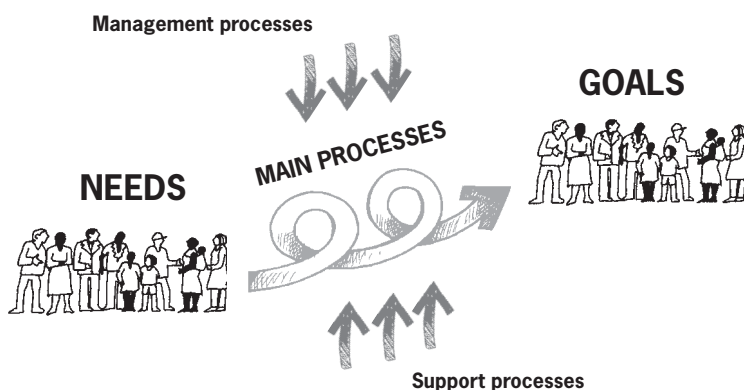 Management processes
GOALS
MAIN PROCESSES
NEEDS
Support processes